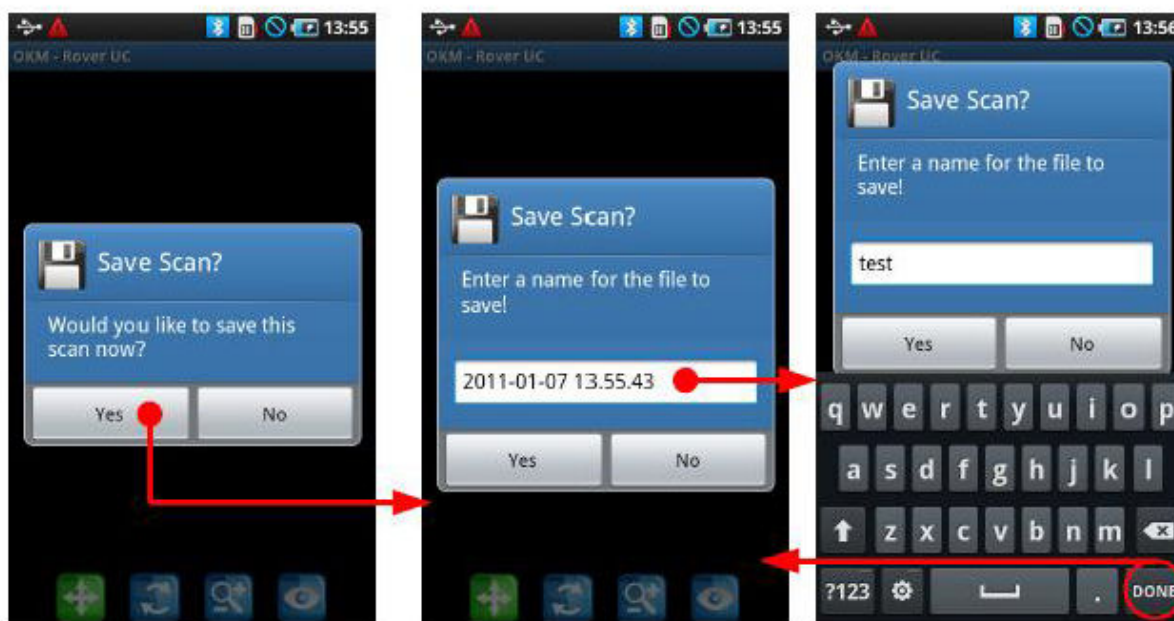 13:55
OKM - Rover UC
Save Scan?
Would you like to save this
scan now?
Yes No
13:55
OKM - Rover UC
Save Scan?
Enter a name for the file to
save!
2011-01-07 13.55.43
Yes No
13:56
OKM - Rover UC
Save Scan?
Enter a name for the file to
save!
test
Yes No
q w e r t y u i o p
a s d f g h j k l
z x c v b n m
?123 . DONE